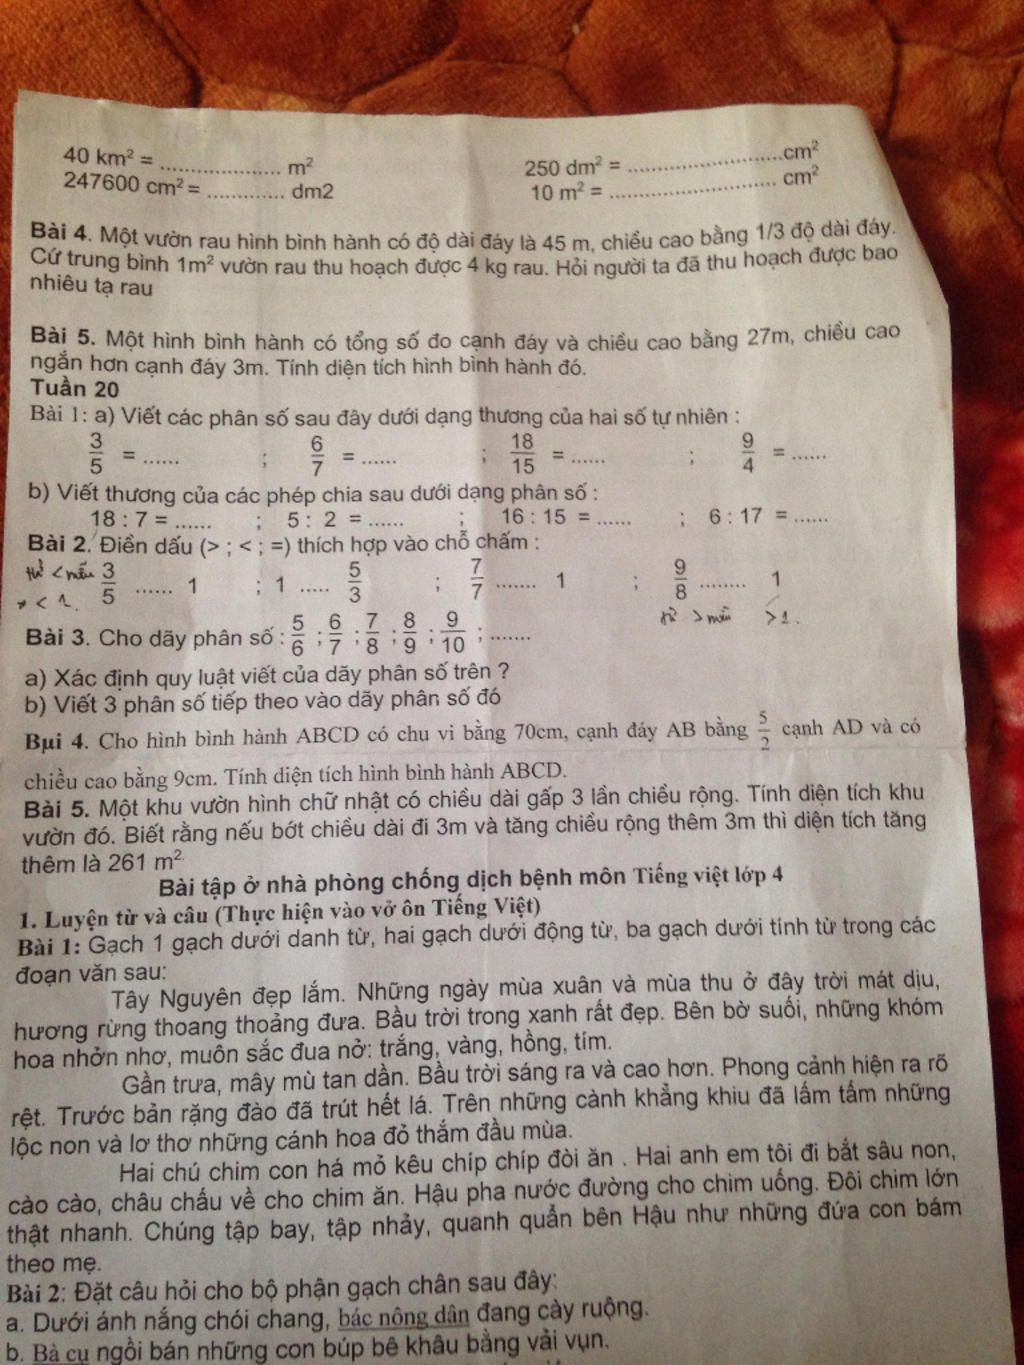 40 km² = .................... m²
250 dm² = ..........................cm²
247600 cm² = ............. dm2
10 m² = ............................ cm²
Bài 4. Một vườn rau hình bình hành có độ dài đáy là 45 m, chiều cao bằng 1/3 độ dài đáy.
Cứ trung bình 1m² vườn rau thu hoạch được 4 kg rau. Hỏi người ta đã thu hoạch được bao
nhiêu tạ rau
Bài 5. Một hình bình hành có tổng số đo cạnh đáy và chiều cao bằng 27m, chiều cao
ngắn hơn cạnh đáy 3m. Tính diện tích hình bình hành đó.
Tuần 20
Bài 1: a) Viết các phân số sau đây dưới dạng thương của hai số tự nhiên :
3/5 = ...... ; 6/7 = ...... ; 18/15 = ...... ; 9/4 = ......
b) Viết thương của các phép chia sau dưới dạng phân số :
18 : 7 = ...... ; 5 : 2 = ...... ; 16 : 15 = ...... ; 6 : 17 = ......
Bài 2. Điền dấu (> ; < ; =) thích hợp vào chỗ chấm :
tử < mẫu 3/5 ...... 1 ; 1 ..... 5/3 ; 7/7 ....... 1 ; 9/8 ........ 1
< 1. tử > mẫu > 1.
Bài 3. Cho dãy phân số : 5/6 ; 6/7 ; 7/8 ; 8/9 ; 9/10 ; .......
a) Xác định quy luật viết của dãy phân số trên ?
b) Viết 3 phân số tiếp theo vào dãy phân số đó
Bµi 4. Cho hình bình hành ABCD có chu vi bằng 70cm, cạnh đáy AB bằng 5/2 cạnh AD và có
chiều cao bằng 9cm. Tính diện tích hình bình hành ABCD.
Bài 5. Một khu vườn hình chữ nhật có chiều dài gấp 3 lần chiều rộng. Tính diện tích khu
vườn đó. Biết rằng nếu bớt chiều dài đi 3m và tăng chiều rộng thêm 3m thì diện tích tăng
thêm là 261 m².
Bài tập ở nhà phòng chống dịch bệnh môn Tiếng việt lớp 4
1. Luyện từ và câu (Thực hiện vào vở ôn Tiếng Việt)
Bài 1: Gạch 1 gạch dưới danh từ, hai gạch dưới động từ, ba gạch dưới tính từ trong các
đoạn văn sau:
Tây Nguyên đẹp lắm. Những ngày mùa xuân và mùa thu ở đây trời mát dịu,
hương rừng thoang thoảng đưa. Bầu trời trong xanh rất đẹp. Bên bờ suối, những khóm
hoa nhởn nhơ, muôn sắc đua nở: trắng, vàng, hồng, tím.
Gần trưa, mây mù tan dần. Bầu trời sáng ra và cao hơn. Phong cảnh hiện ra rõ
rệt. Trước bản rặng đào đã trút hết lá. Trên những cành khẳng khiu đã lấm tấm những
lộc non và lơ thơ những cánh hoa đỏ thắm đầu mùa.
Hai chú chim con há mỏ kêu chíp chíp đòi ăn . Hai anh em tôi đi bắt sâu non,
cào cào, châu chấu về cho chim ăn. Hậu pha nước đường cho chim uống. Đôi chim lớn
thật nhanh. Chúng tập bay, tập nhảy, quanh quẩn bên Hậu như những đứa con bám
theo mẹ.
Bài 2: Đặt câu hỏi cho bộ phận gạch chân sau đây:
a. Dưới ánh nắng chói chang, bác nông dân đang cày ruộng.
b. Bà cụ ngồi bán những con búp bê khâu bằng vải vụn.